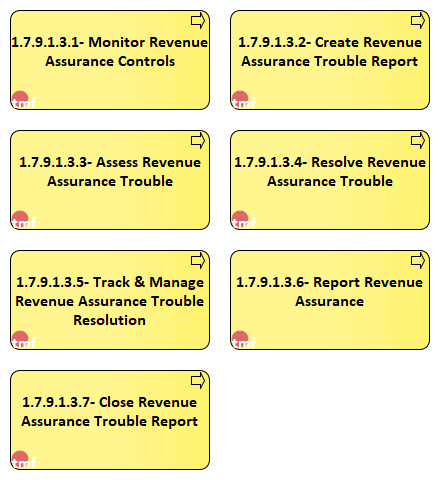 1.7.9.1.3.1- Monitor Revenue
Assurance Controls
tmf
1.7.9.1.3.2- Create Revenue
Assurance Trouble Report
tmf
1.7.9.1.3.3- Assess Revenue
Assurance Trouble
tmf
1.7.9.1.3.4- Resolve Revenue
Assurance Trouble
tmf
1.7.9.1.3.5- Track & Manage
Revenue Assurance Trouble
Resolution
tmf
1.7.9.1.3.6- Report Revenue
Assurance
tmf
1.7.9.1.3.7- Close Revenue
Assurance Trouble Report
tmf